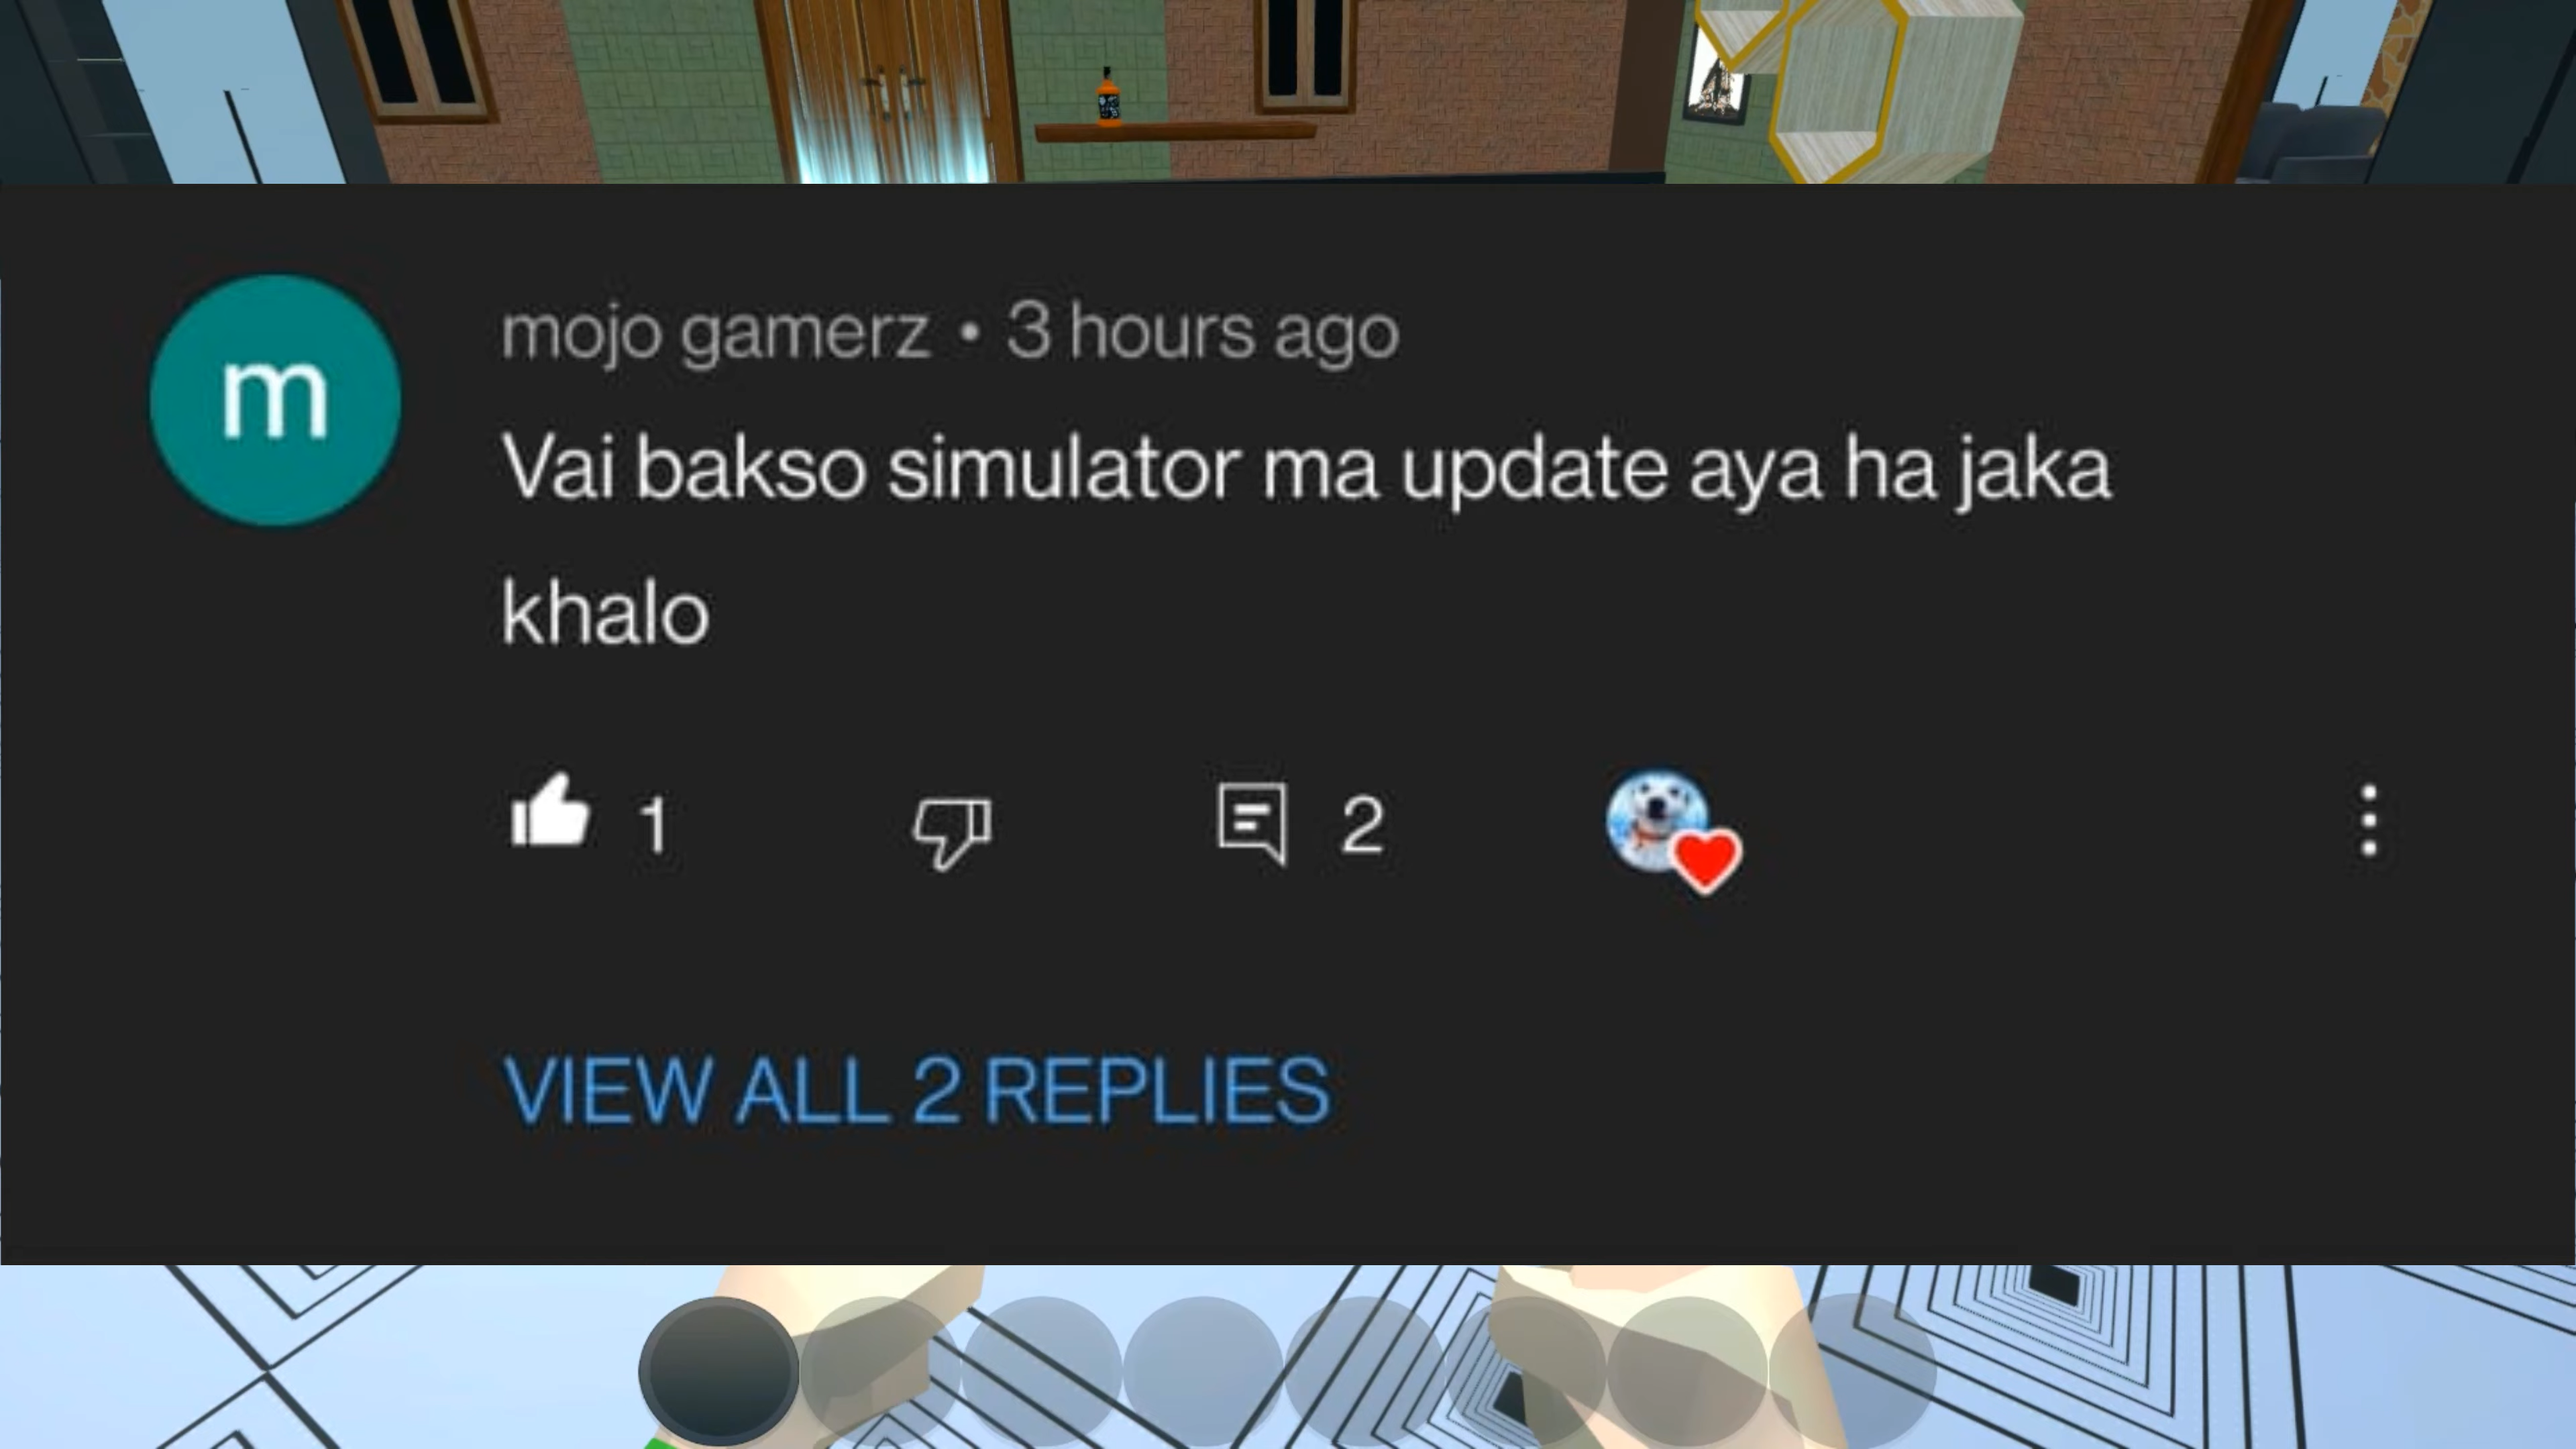 m
mojo gamerz • 3 hours ago
Vai bakso simulator ma update aya ha jaka
khalo
1
2
VIEW ALL 2 REPLIES